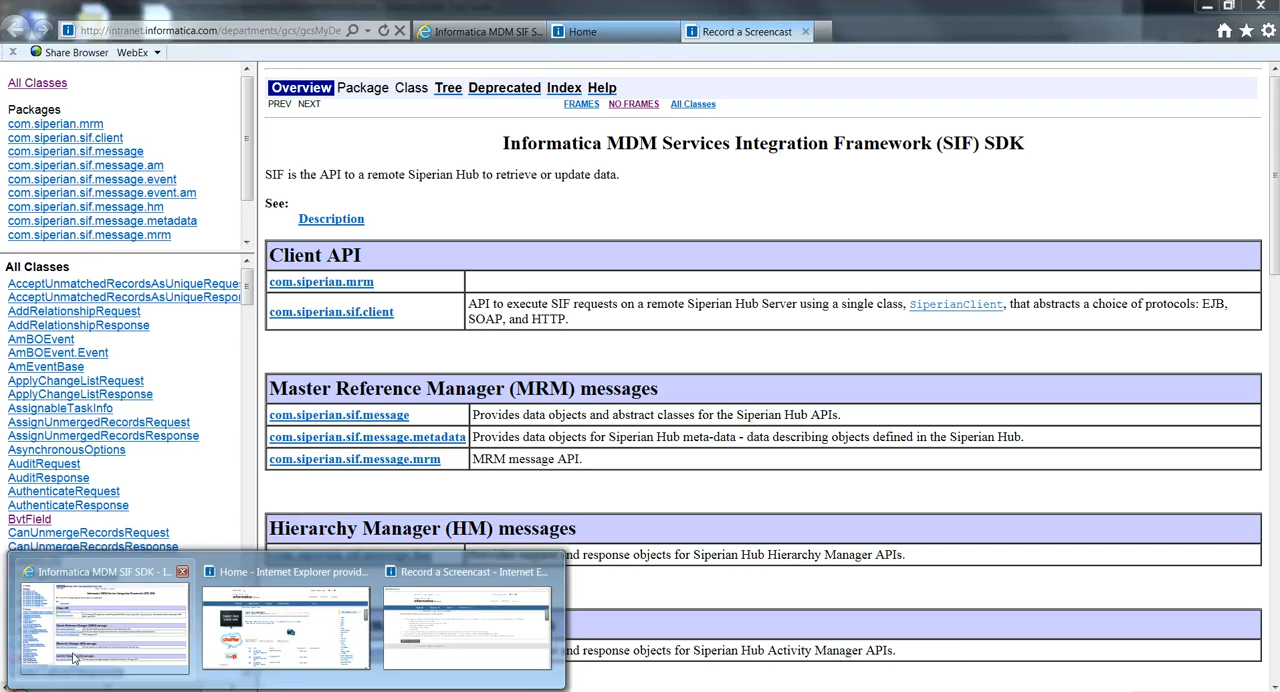 http://intranet.informatica.com/departments/gcs/gcsMyDe
Informatica MDM SIF S...
Home
Record a Screencast
Share Browser WebEx
All Classes
Packages
com.siperian.mrm
com.siperian.sif.client
com.siperian.sif.message
com.siperian.sif.message.am
com.siperian.sif.message.event
com.siperian.sif.message.event.am
com.siperian.sif.message.hm
com.siperian.sif.message.metadata
com.siperian.sif.message.mrm
All Classes
AcceptUnmatchedRecordsAsUniqueReque
AcceptUnmatchedRecordsAsUniqueRespor
AddRelationshipRequest
AddRelationshipResponse
AmBOEvent
AmBOEvent.Event
AmEventBase
ApplyChangeListRequest
ApplyChangeListResponse
AssignableTaskInfo
AssignUnmergedRecordsRequest
AssignUnmergedRecordsResponse
AsynchronousOptions
AuditRequest
AuditResponse
AuthenticateRequest
AuthenticateResponse
BvtField
CanUnmergeRecordsRequest
CanUnmergeRecordsResponse
Overview Package Class Tree Deprecated Index Help
PREV NEXT FRAMES NO FRAMES All Classes
Informatica MDM Services Integration Framework (SIF) SDK
SIF is the API to a remote Siperian Hub to retrieve or update data.
See:
Description
Client API
com.siperian.mrm
com.siperian.sif.client
API to execute SIF requests on a remote Siperian Hub Server using a single class, SiperianClient, that abstracts a choice of protocols: EJB,
SOAP, and HTTP.
Master Reference Manager (MRM) messages
com.siperian.sif.message Provides data objects and abstract classes for the Siperian Hub APIs.
com.siperian.sif.message.metadata Provides data objects for Siperian Hub meta-data - data describing objects defined in the Siperian Hub.
com.siperian.sif.message.mrm MRM message API.
Hierarchy Manager (HM) messages
and response objects for Siperian Hub Hierarchy Manager APIs.
and response objects for Siperian Hub Activity Manager APIs.
Informatica MDM SIF SDK - I...
Home - Internet Explorer provid...
Record a Screencast - Internet E...